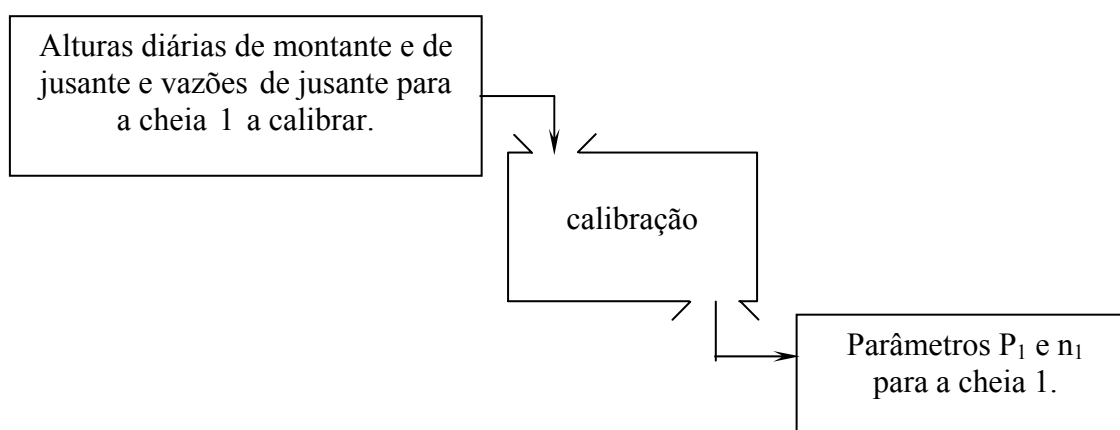 Alturas diárias de montante e de
jusante e vazões de jusante para
a cheia 1 a calibrar.
calibração
Parâmetros P₁ e n₁
para a cheia 1.